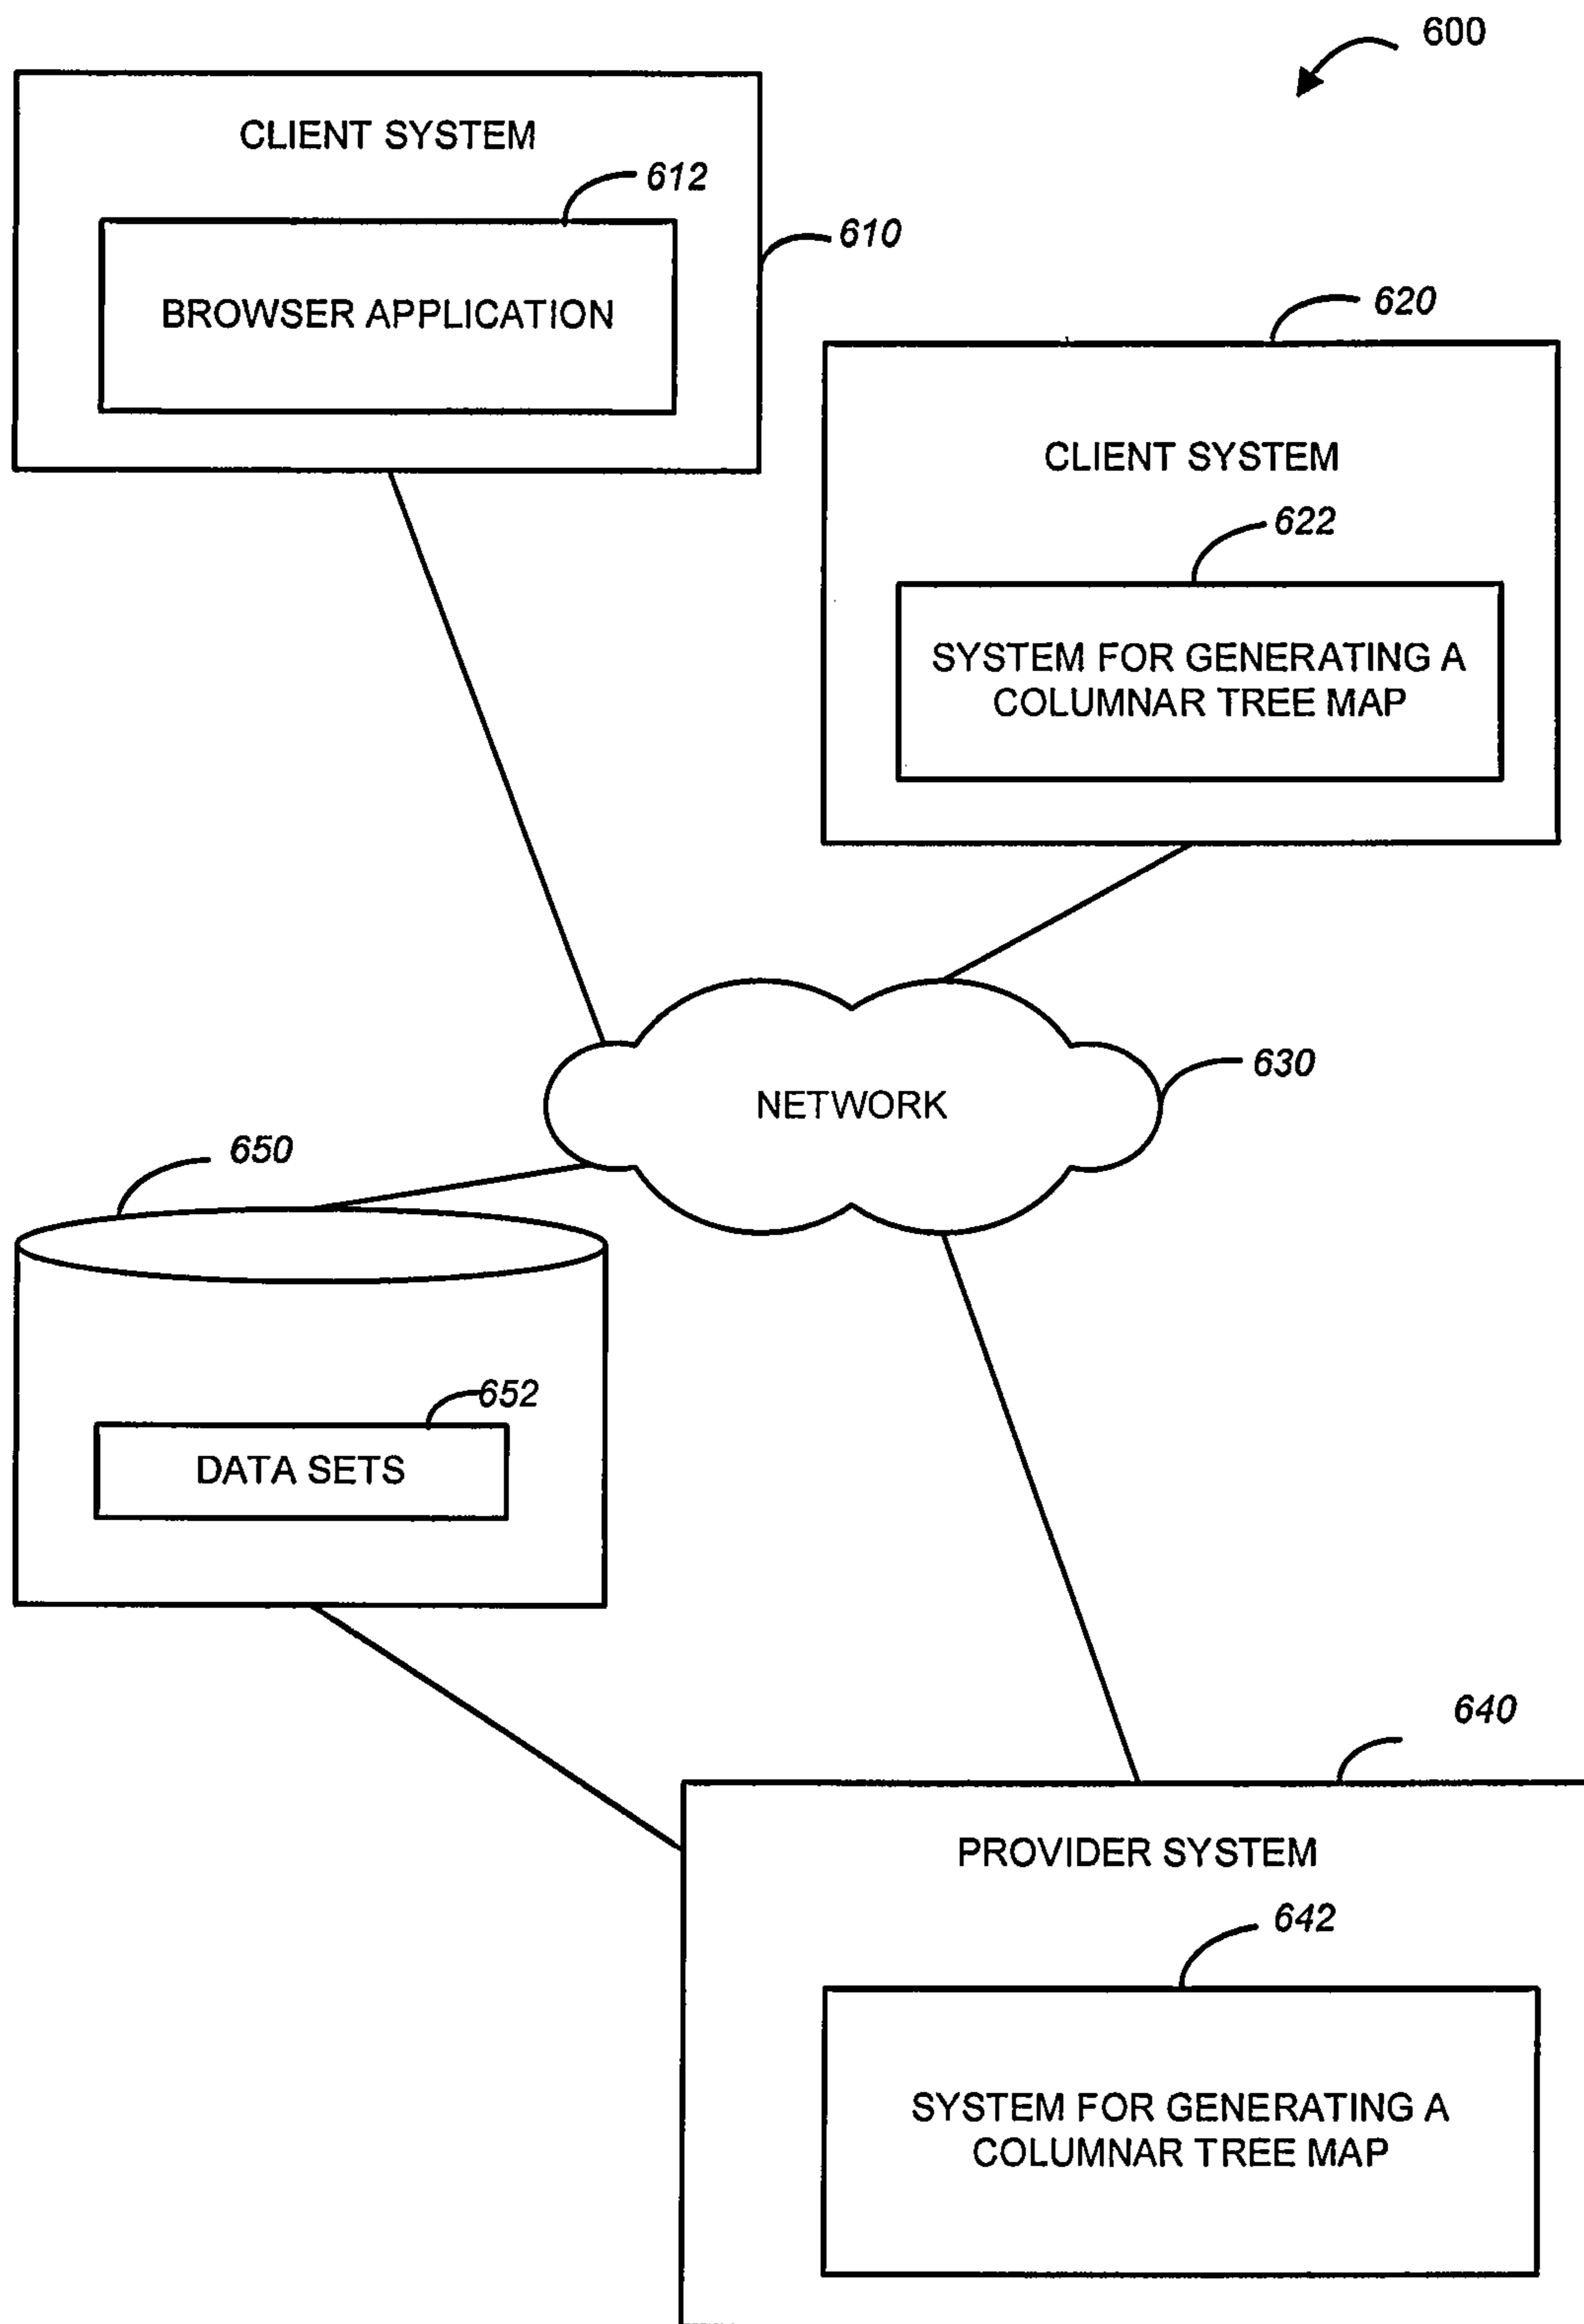 600
CLIENT SYSTEM
612
610
BROWSER APPLICATION
620
CLIENT SYSTEM
622
SYSTEM FOR GENERATING A
COLUMNAR TREE MAP
630
NETWORK
650
652
DATA SETS
640
PROVIDER SYSTEM
642
SYSTEM FOR GENERATING A
COLUMNAR TREE MAP